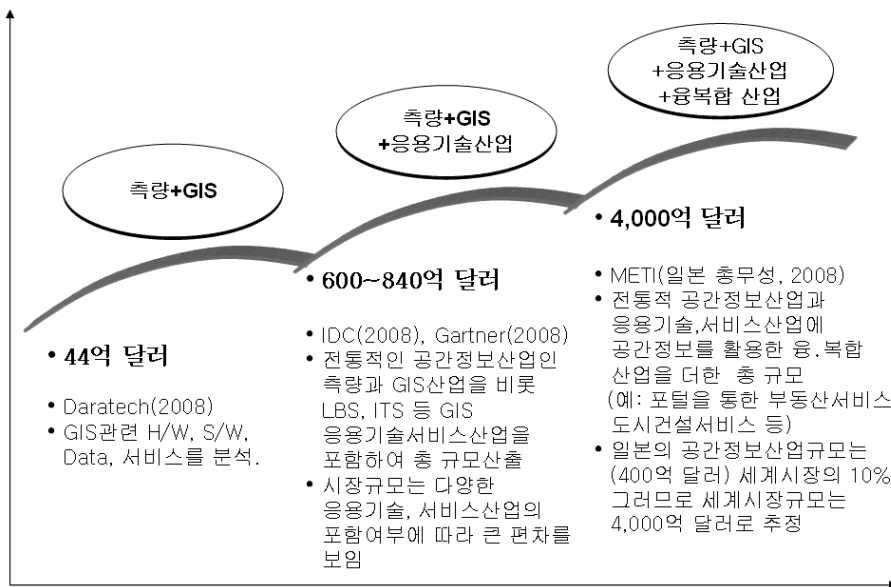 측량+GIS
• 44억 달러
• Daratech(2008)
• GIS관련 H/W, S/W,
Data, 서비스를 분석.
측량+GIS
+응용기술산업
• 600~840억 달러
• IDC(2008), Gartner(2008)
• 전통적인 공간정보산업인
측량과 GIS산업을 비롯
LBS, ITS 등 GIS
응용기술서비스산업을
포함하여 총 규모산출
• 시장규모는 다양한
응용기술, 서비스산업의
포함여부에 따라 큰 편차를
보임
측량+GIS
+응용기술산업
+융복합 산업
• 4,000억 달러
• METI(일본 총무성, 2008)
• 전통적 공간정보산업과
응용기술,서비스산업에
공간정보를 활용한 융.복합
산업을 더한 총 규모
(예: 포털을 통한 부동산서비스
도시건설서비스 등)
• 일본의 공간정보산업규모는
(400억 달러) 세계시장의 10%
그러므로 세계시장규모는
4,000억 달러로 추정